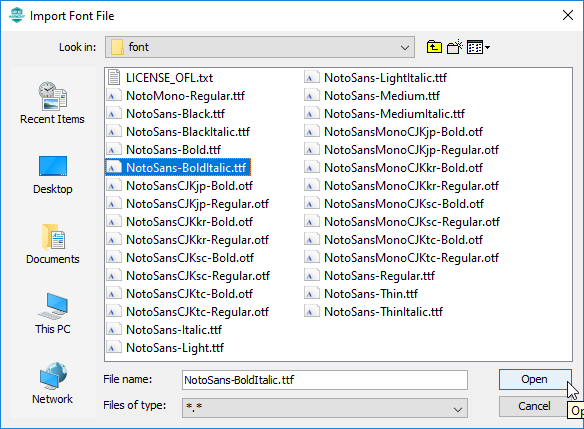 Import Font File
Look in:
font
Recent Items
Desktop
Documents
This PC
Network
LICENSE_OFL.txt
NotoMono-Regular.ttf
NotoSans-Black.ttf
NotoSans-BlackItalic.ttf
NotoSans-Bold.ttf
NotoSans-BoldItalic.ttf
NotoSansCJKjp-Bold.otf
NotoSansCJKjp-Regular.otf
NotoSansCJKkr-Bold.otf
NotoSansCJKkr-Regular.otf
NotoSansCJKsc-Bold.otf
NotoSansCJKsc-Regular.otf
NotoSansCJKtc-Bold.otf
NotoSansCJKtc-Regular.otf
NotoSans-Italic.ttf
NotoSans-Light.ttf
NotoSans-LightItalic.ttf
NotoSans-Medium.ttf
NotoSans-MediumItalic.ttf
NotoSansMonoCJKjp-Bold.otf
NotoSansMonoCJKjp-Regular.otf
NotoSansMonoCJKkr-Bold.otf
NotoSansMonoCJKkr-Regular.otf
NotoSansMonoCJKsc-Bold.otf
NotoSansMonoCJKsc-Regular.otf
NotoSansMonoCJKtc-Bold.otf
NotoSansMonoCJKtc-Regular.otf
NotoSans-Regular.ttf
NotoSans-Thin.ttf
NotoSans-ThinItalic.ttf
File name:
NotoSans-BoldItalic.ttf
Open
Files of type:
*.*
Cancel